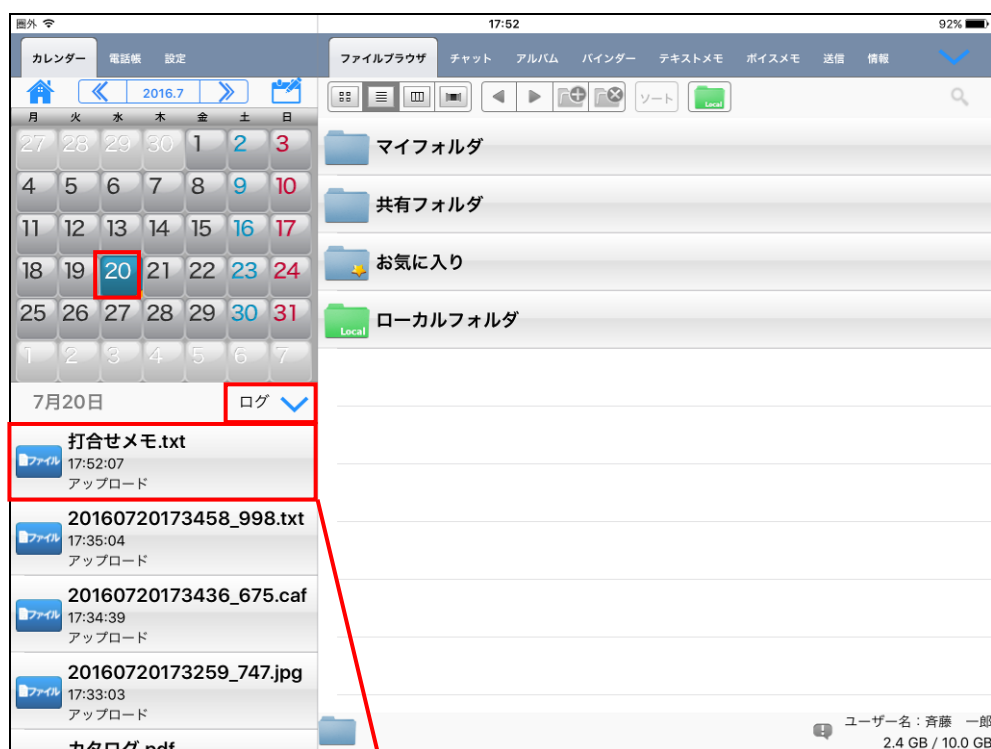 圏外 17:52 92%
カレンダー 電話帳 設定 ファイルブラウザ チャット アルバム バインダー テキストメモ ボイスメモ 送信 情報
2016.7 ソート Local
月 火 水 木 金 土 日
27 28 29 30 1 2 3
マイフォルダ
4 5 6 7 8 9 10
共有フォルダ
11 12 13 14 15 16 17
18 19 20 21 22 23 24
お気に入り
25 26 27 28 29 30 31
Local ローカルフォルダ
1 2 3 4 5 6 7
7月20日 ログ
打合せメモ.txt
ファイル 17:52:07
アップロード
20160720173458_998.txt
ファイル 17:35:04
アップロード
20160720173436_675.caf
ファイル 17:34:39
アップロード
20160720173259_747.jpg
ファイル 17:33:03
アップロード
カタログ.pdf
ユーザー名：斉藤 一郎
2.4 GB / 10.0 GB